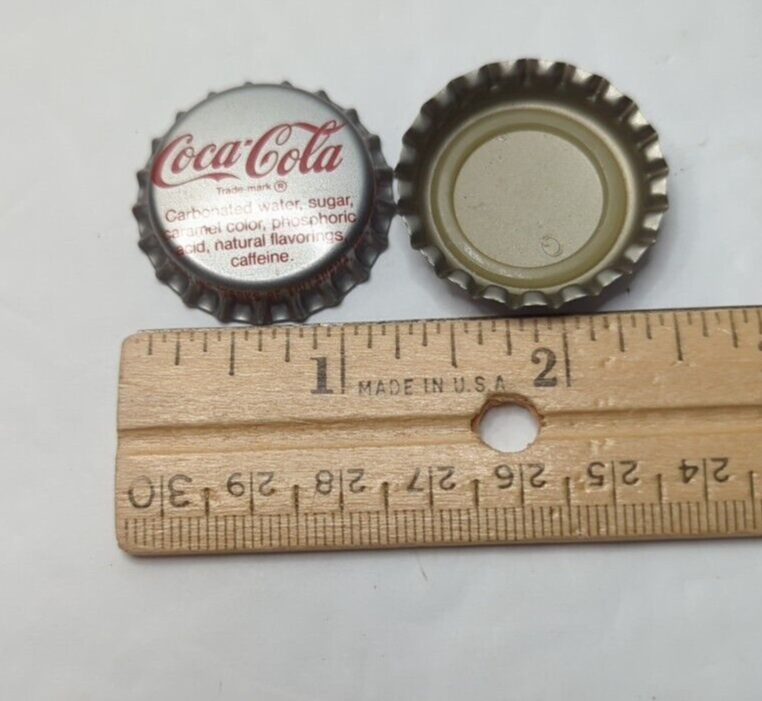 Coca-Cola
Trade-mark ®
Carbonated water, sugar,
caramel color, phosphoric
acid, natural flavorings,
caffeine.
1 MADE IN U.S.A 2
30 29 28 27 26 25 24